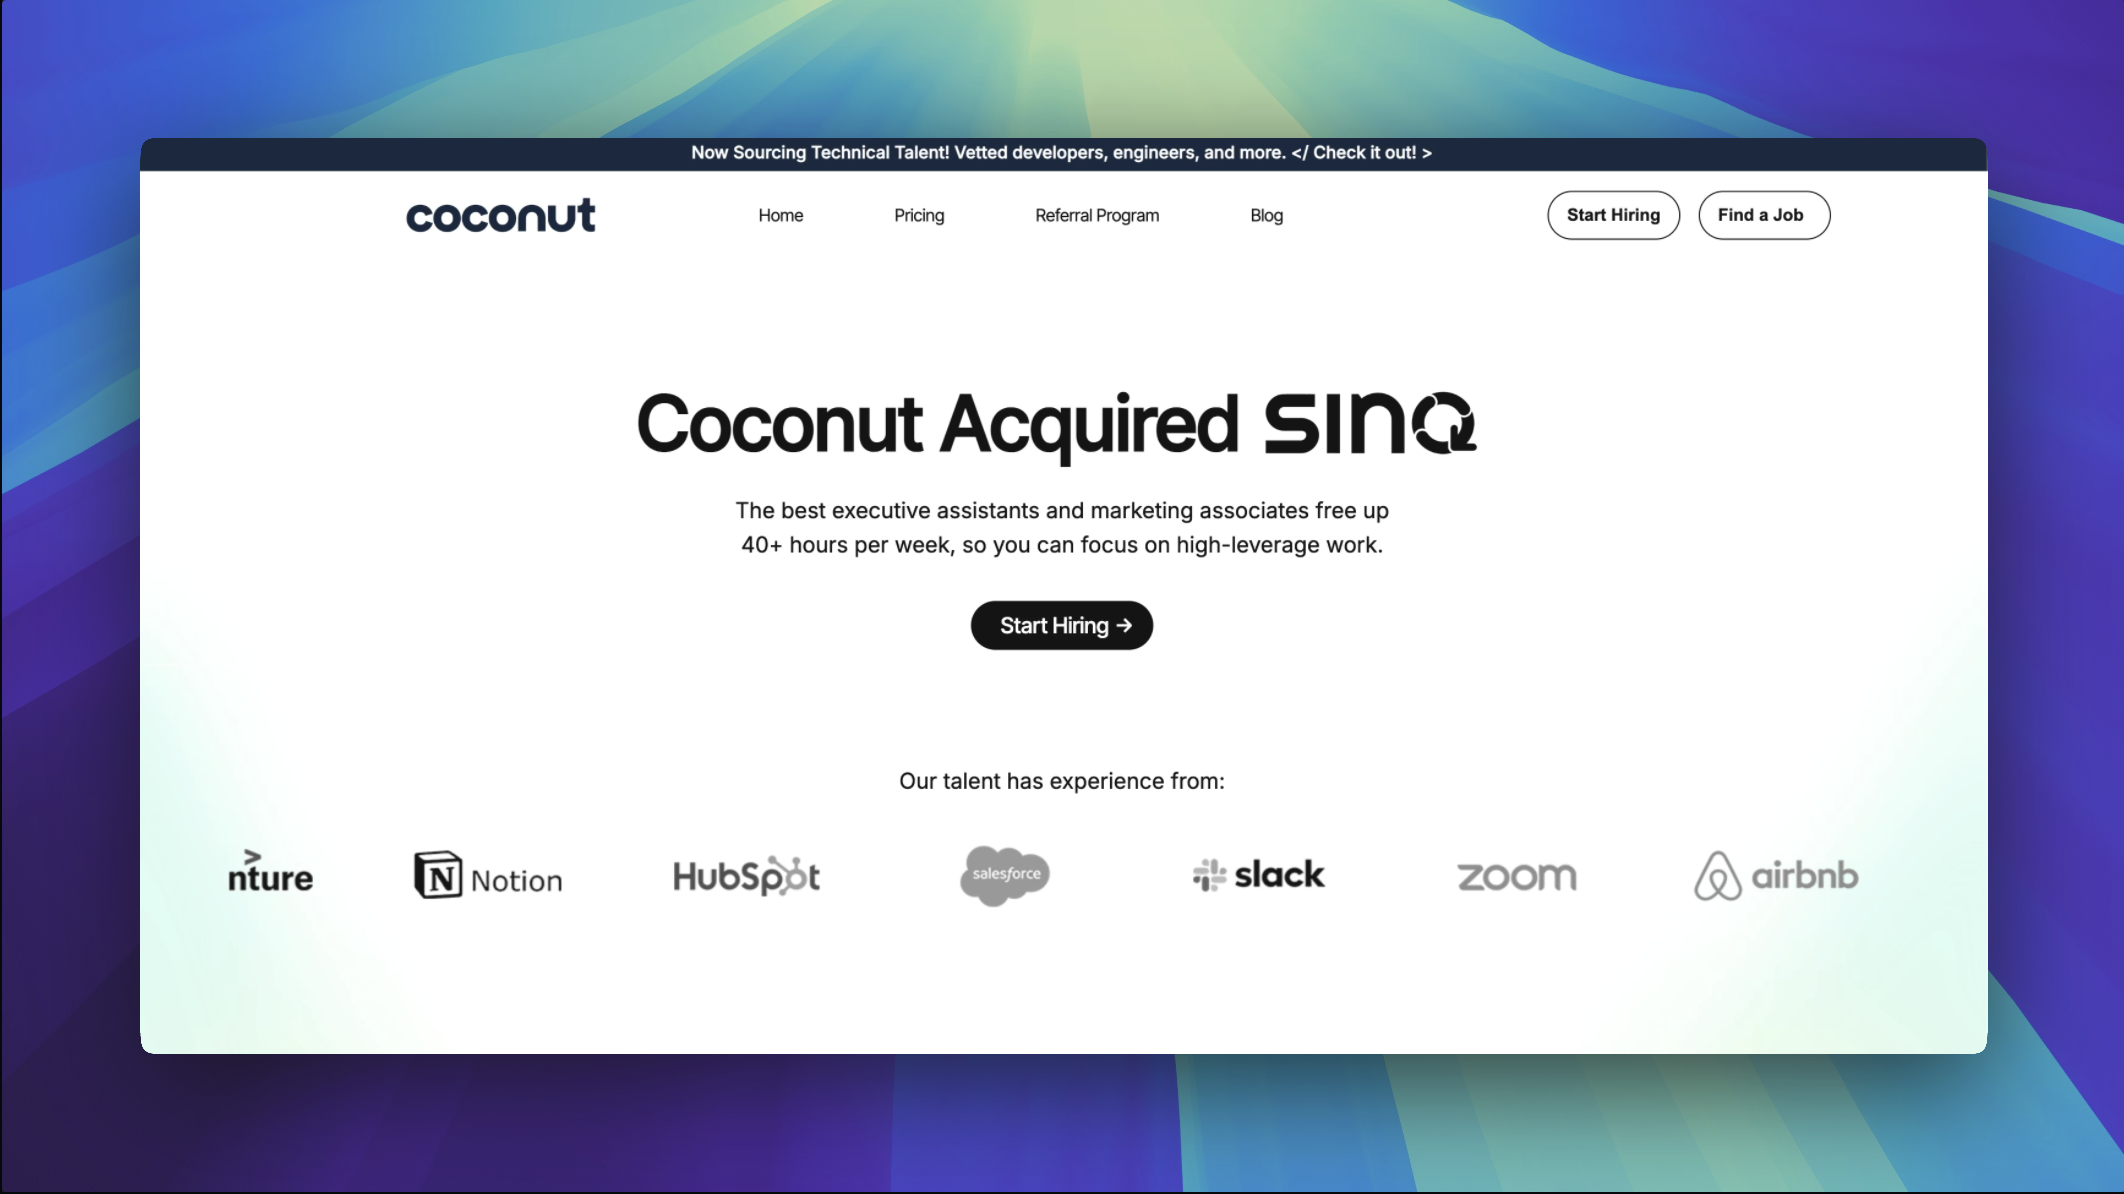 Now Sourcing Technical Talent! Vetted developers, engineers, and more. </ Check it out! >
coconut
Home
Pricing
Referral Program
Blog
Start Hiring
Find a Job
Coconut Acquired SINQ
The best executive assistants and marketing associates free up
40+ hours per week, so you can focus on high-leverage work.
Start Hiring →
Our talent has experience from:
nture
N Notion
HubSpot
salesforce
slack
zoom
airbnb